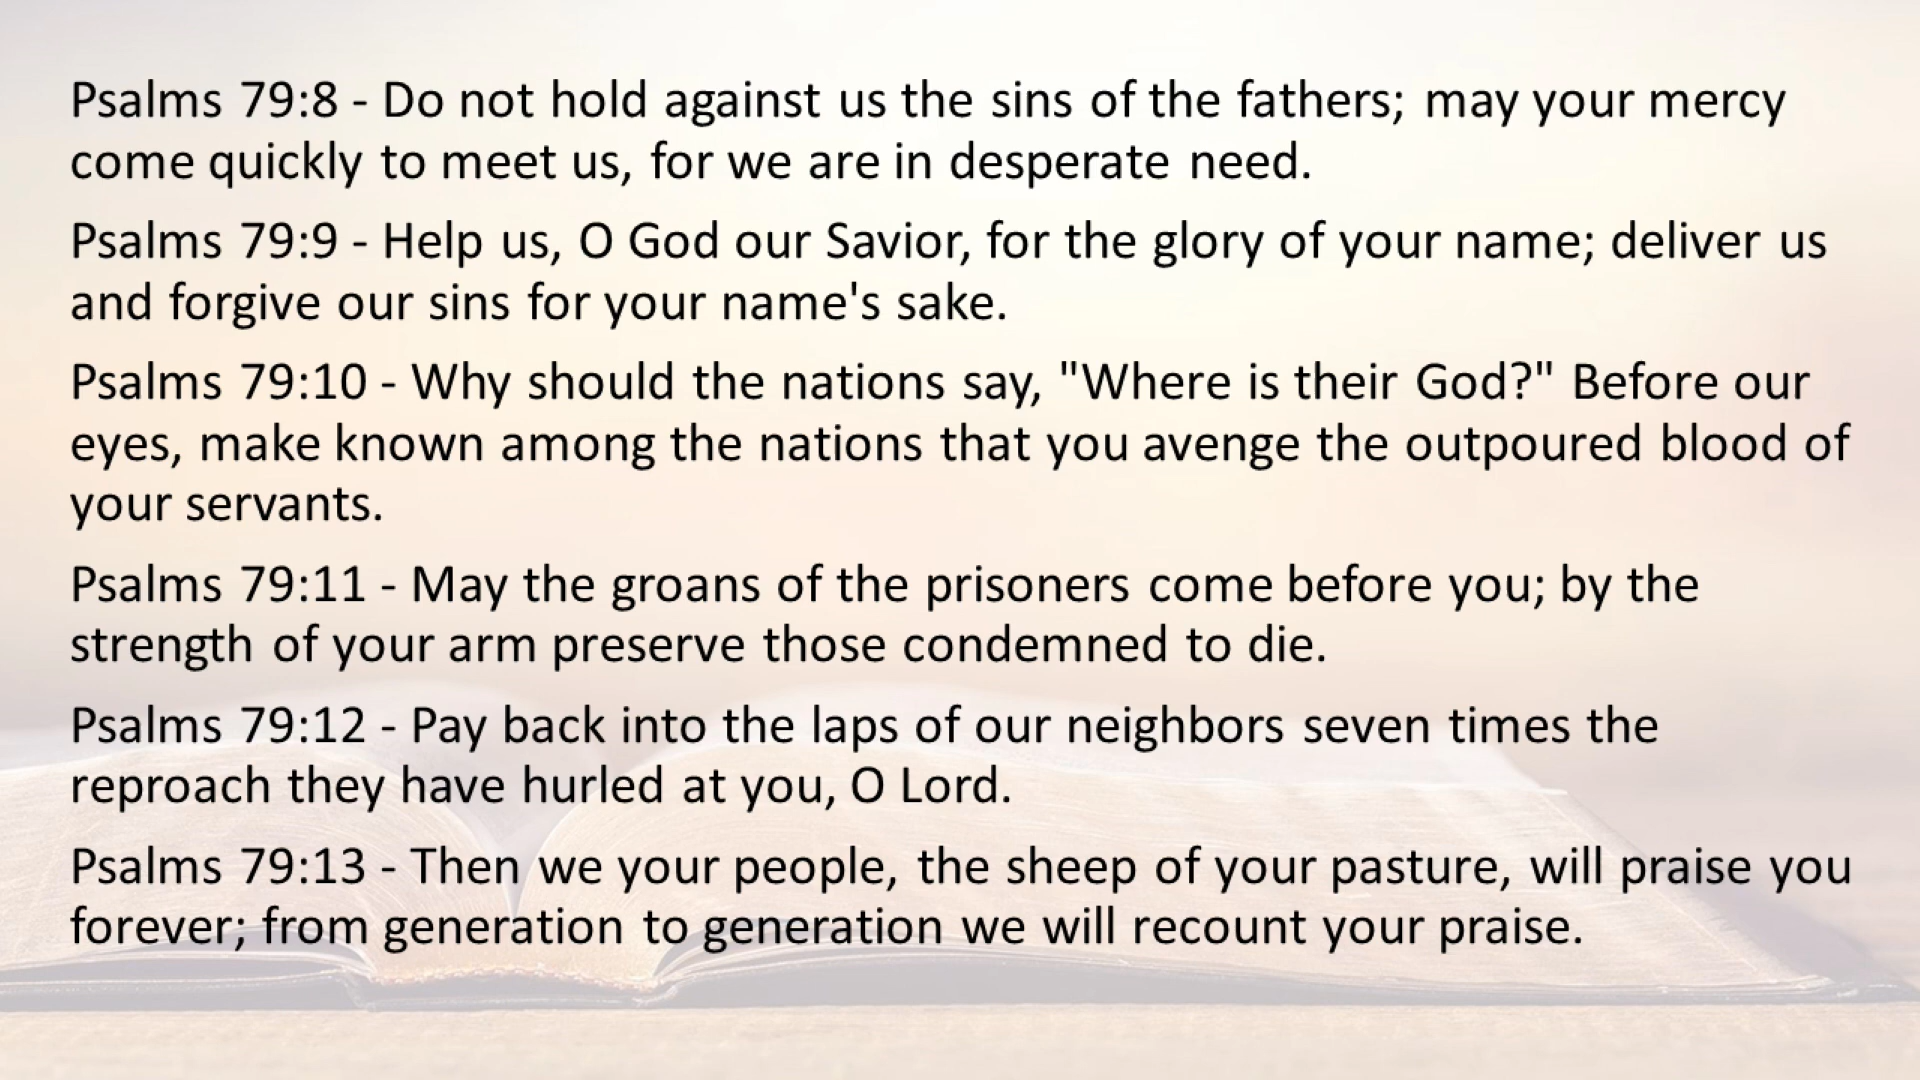 Psalms 79:8 - Do not hold against us the sins of the fathers; may your mercy
come quickly to meet us, for we are in desperate need.
Psalms 79:9 - Help us, O God our Savior, for the glory of your name; deliver us
and forgive our sins for your name's sake.
Psalms 79:10 - Why should the nations say, "Where is their God?" Before our
eyes, make known among the nations that you avenge the outpoured blood of
your servants.
Psalms 79:11 - May the groans of the prisoners come before you; by the
strength of your arm preserve those condemned to die.
Psalms 79:12 - Pay back into the laps of our neighbors seven times the
reproach they have hurled at you, O Lord.
Psalms 79:13 - Then we your people, the sheep of your pasture, will praise you
forever; from generation to generation we will recount your praise.